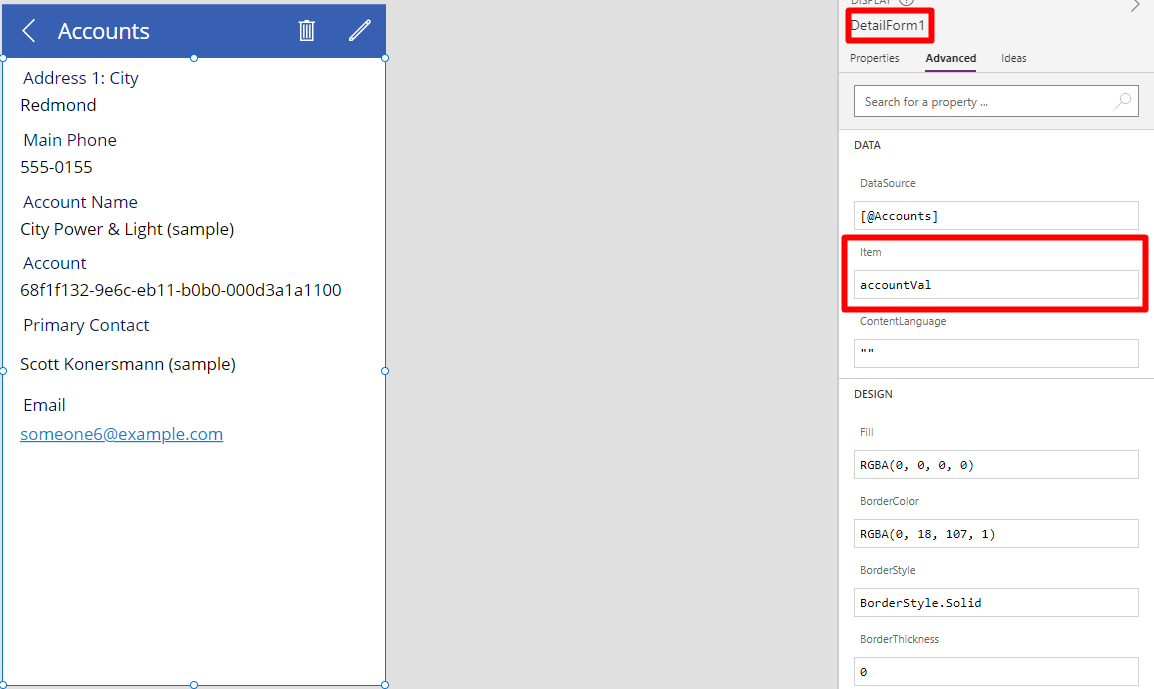 Accounts
Address 1: City
Redmond
Main Phone
555-0155
Account Name
City Power & Light (sample)
Account
68f1f132-9e6c-eb11-b0b0-000d3a1a1100
Primary Contact
Scott Konersmann (sample)
Email
someone6@example.com
DISPLAY
DetailForm1
Properties Advanced Ideas
Search for a property ...
DATA
DataSource
[@Accounts]
Item
accountVal
ContentLanguage
""
DESIGN
Fill
RGBA(0, 0, 0, 0)
BorderColor
RGBA(0, 18, 107, 1)
BorderStyle
BorderStyle.Solid
BorderThickness
0